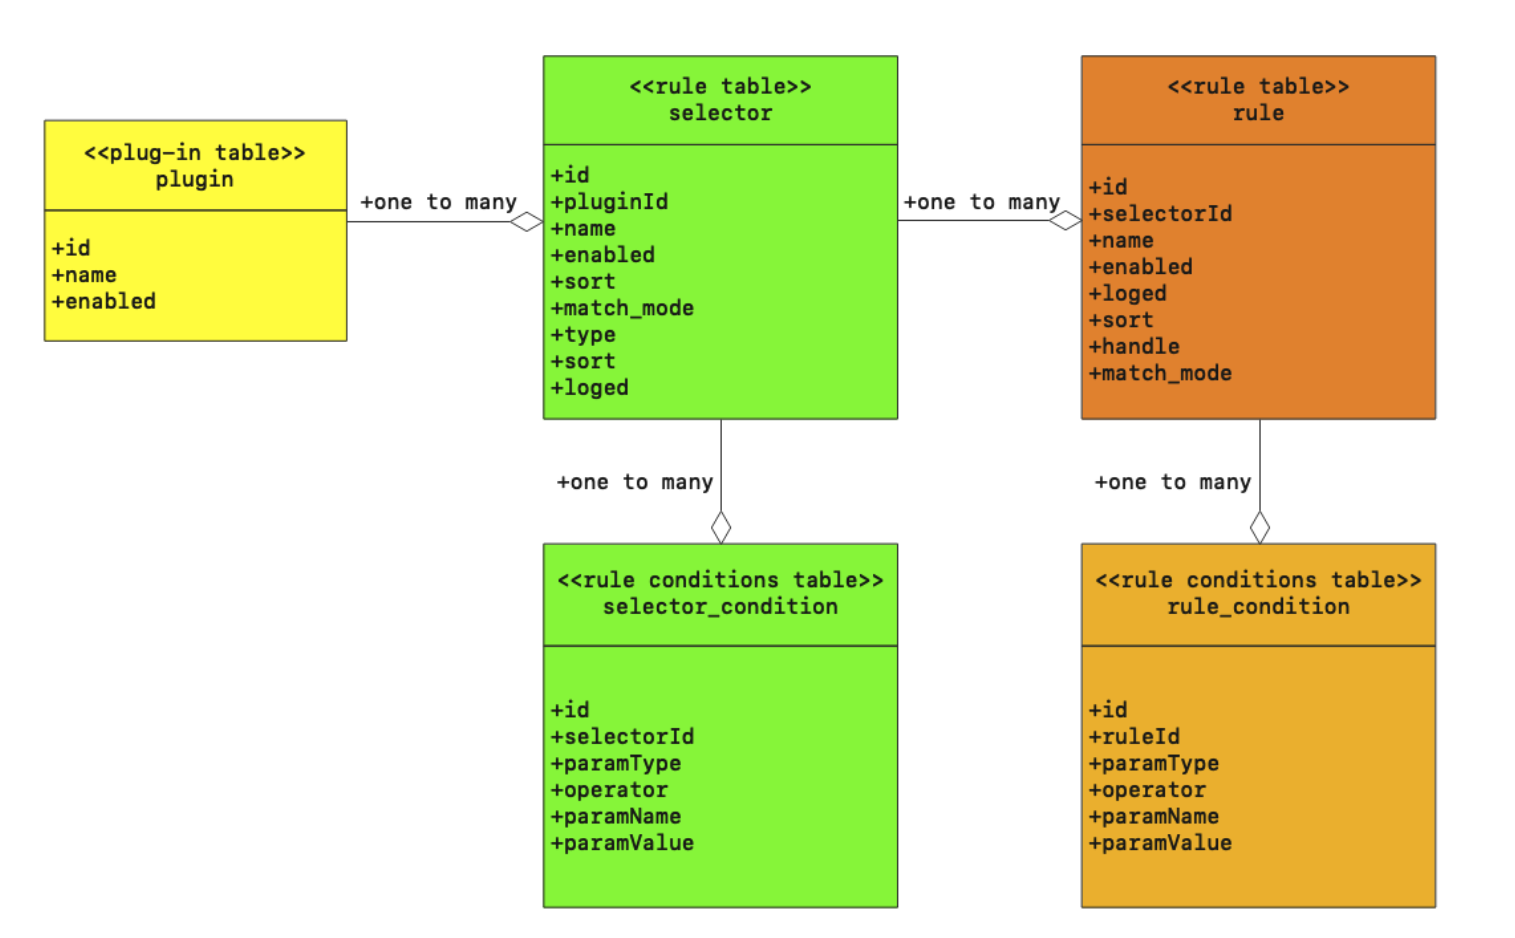 <<plug-in table>>
plugin
+id
+name
+enabled
+one to many
<<rule table>>
selector
+id
+pluginId
+name
+enabled
+sort
+match_mode
+type
+sort
+loged
+one to many
<<rule table>>
rule
+id
+selectorId
+name
+enabled
+loged
+sort
+handle
+match_mode
+one to many
+one to many
<<rule conditions table>>
selector_condition
+id
+selectorId
+paramType
+operator
+paramName
+paramValue
<<rule conditions table>>
rule_condition
+id
+ruleId
+paramType
+operator
+paramName
+paramValue